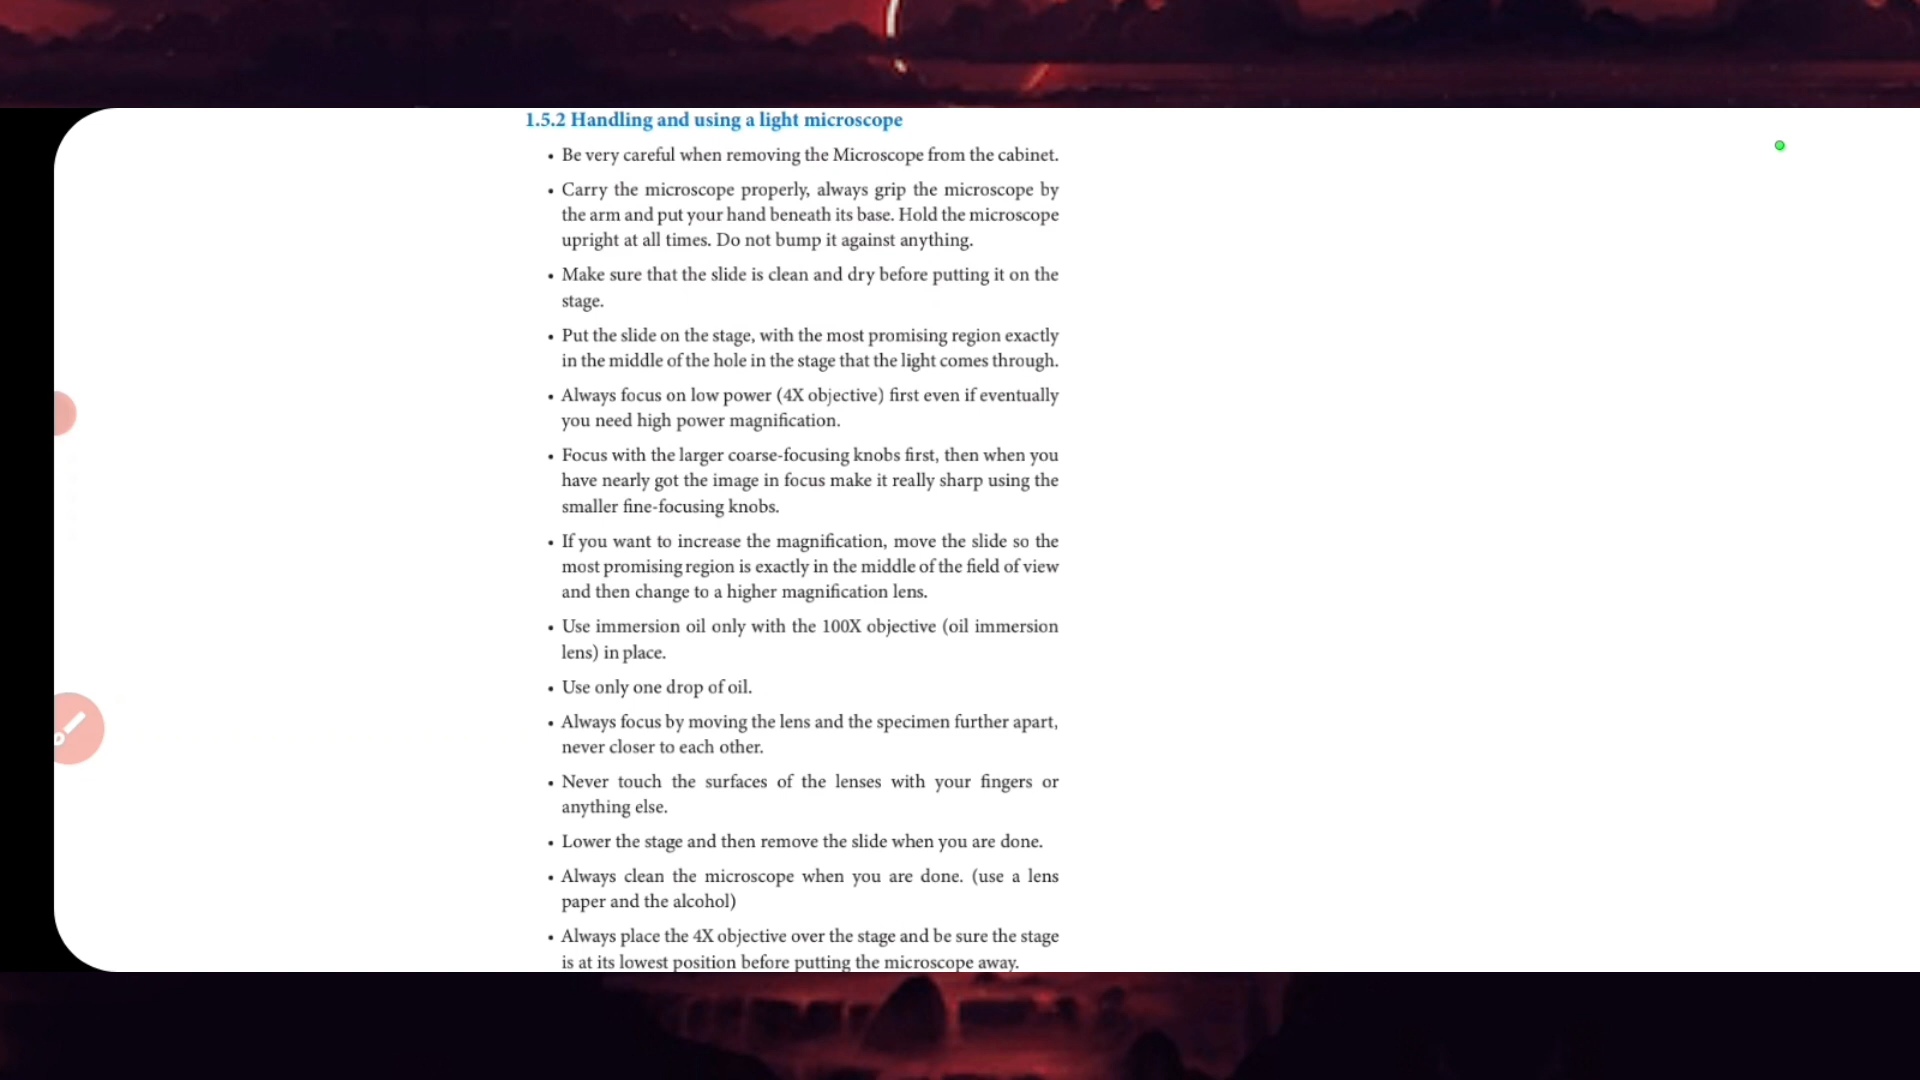 1.5.2 Handling and using a light microscope
• Be very careful when removing the Microscope from the cabinet.
• Carry the microscope properly, always grip the microscope by
the arm and put your hand beneath its base. Hold the microscope
upright at all times. Do not bump it against anything.
• Make sure that the slide is clean and dry before putting it on the
stage.
• Put the slide on the stage, with the most promising region exactly
in the middle of the hole in the stage that the light comes through.
• Always focus on low power (4X objective) first even if eventually
you need high power magnification.
• Focus with the larger coarse-focusing knobs first, then when you
have nearly got the image in focus make it really sharp using the
smaller fine-focusing knobs.
• If you want to increase the magnification, move the slide so the
most promising region is exactly in the middle of the field of view
and then change to a higher magnification lens.
• Use immersion oil only with the 100X objective (oil immersion
lens) in place.
• Use only one drop of oil.
• Always focus by moving the lens and the specimen further apart,
never closer to each other.
• Never touch the surfaces of the lenses with your fingers or
anything else.
• Lower the stage and then remove the slide when you are done.
• Always clean the microscope when you are done. (use a lens
paper and the alcohol)
• Always place the 4X objective over the stage and be sure the stage
is at its lowest position before putting the microscope away.